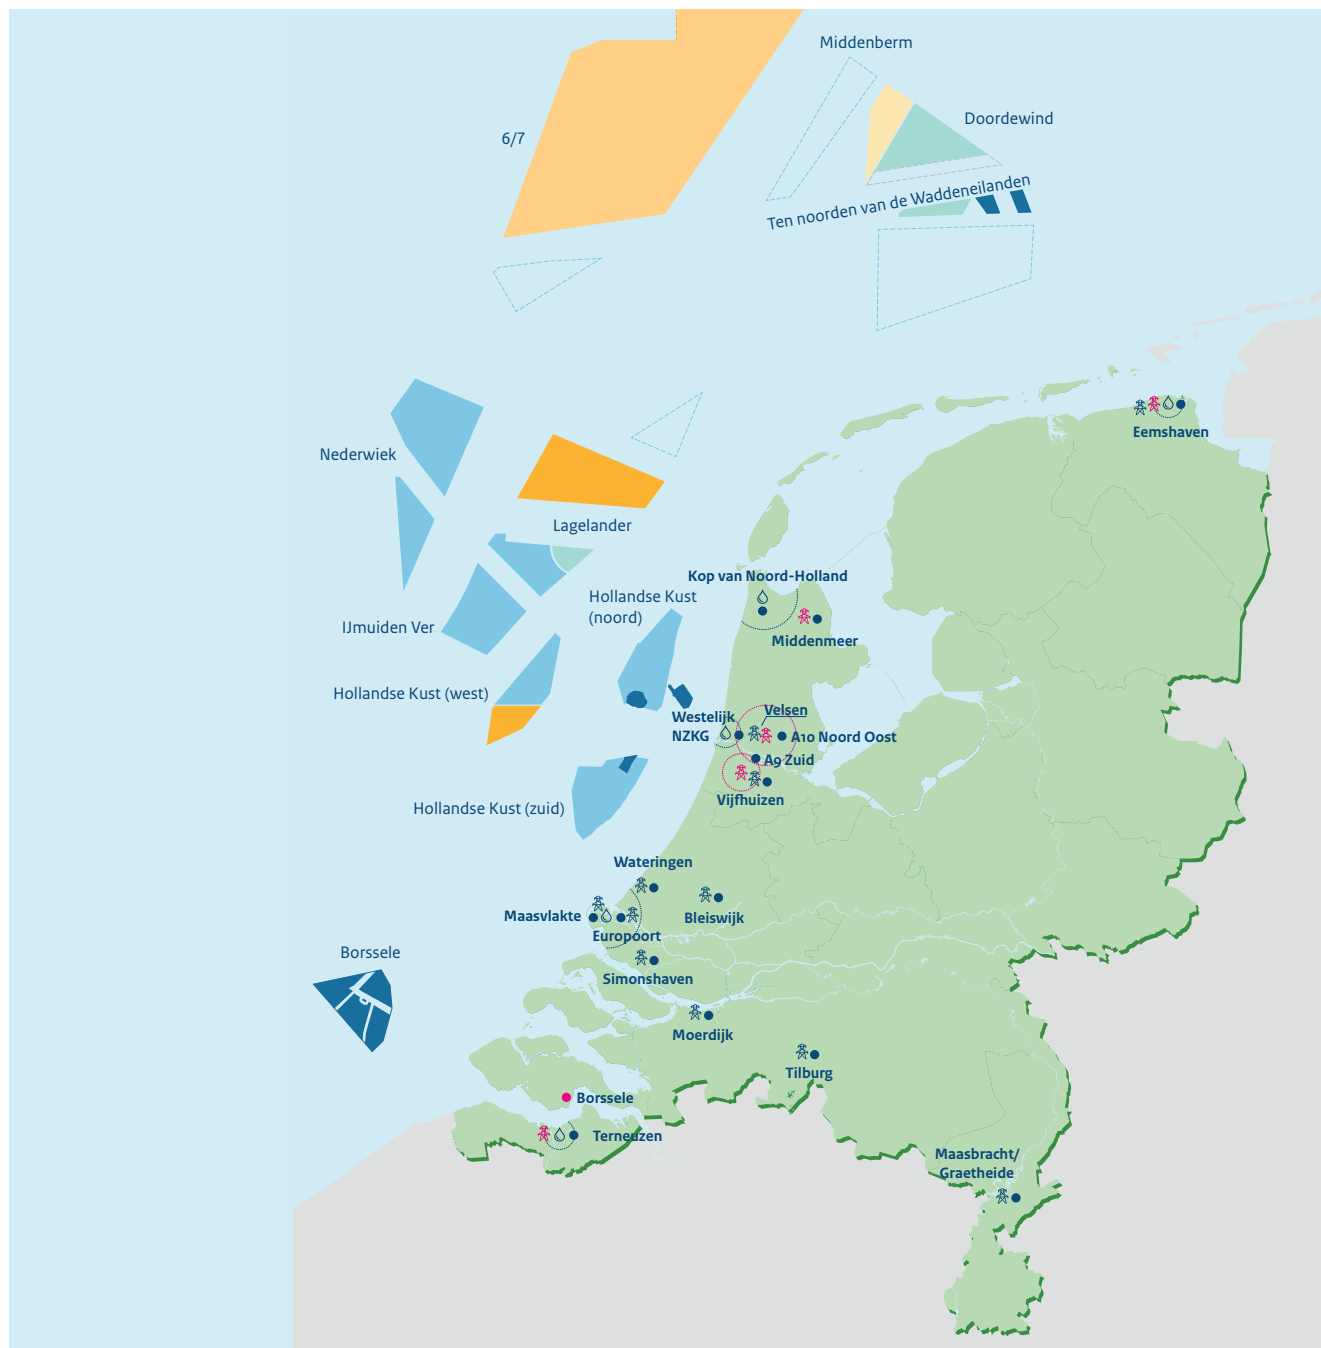 Middenberm
Doordewind
6/7
Ten noorden van de Waddeneilanden
Eemshaven
Nederwiek
Lagelander
Kop van Noord-Holland
Hollandse Kust
(noord)
IJmuiden Ver
Middenmeer
Hollandse Kust (west)
Velsen
Westelijk
NZKG
A10 Noord Oost
A9 Zuid
Vijfhuizen
Hollandse Kust (zuid)
Wateringen
Maasvlakte
Bleiswijk
Europoort
Borssele
Simonshaven
Moerdijk
Tilburg
Borssele
Terneuzen
Maasbracht/
Graetheide